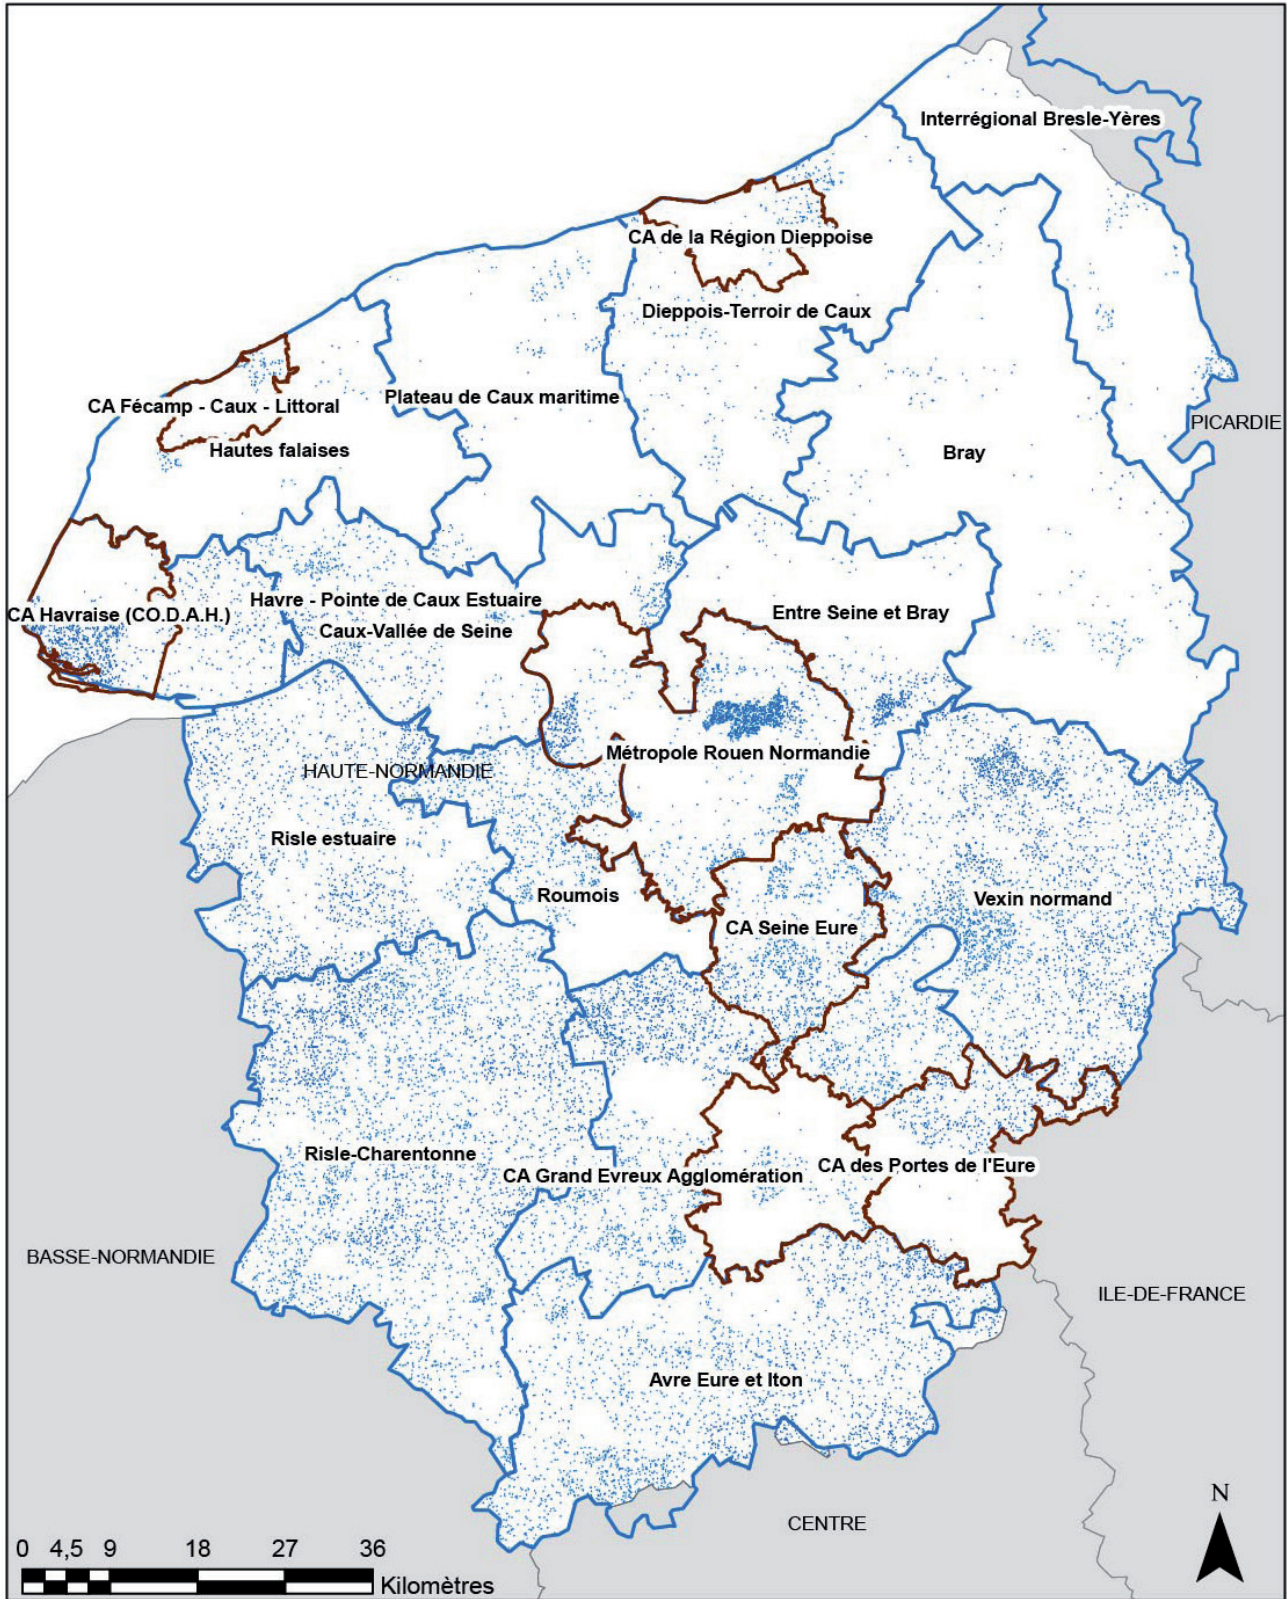 Interrégional Bresle-Yères
CA de la Région Dieppoise
Dieppois-Terroir de Caux
CA Fécamp - Caux - Littoral
Plateau de Caux maritime
PICARDIE
Hautes falaises
Bray
Havre - Pointe de Caux Estuaire
CA Havraise (CO.D.A.H.)
Entre Seine et Bray
Caux-Vallée de Seine
Métropole Rouen Normandie
HAUTE-NORMANDIE
Risle estuaire
Roumois
Vexin normand
CA Seine Eure
Risle-Charentonne
CA Grand Evreux Agglomération
CA des Portes de l'Eure
BASSE-NORMANDIE
ILE-DE-FRANCE
Avre Eure et Iton
CENTRE
N
0 4,5 9 18 27 36
Kilomètres